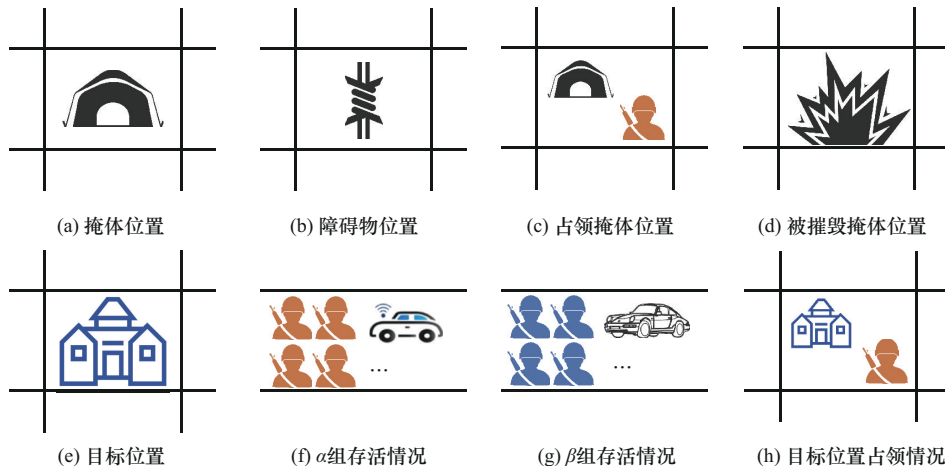 (a) 掩体位置
(b) 障碍物位置
(c) 占领掩体位置
(d) 被摧毁掩体位置
...
...
(e) 目标位置
(f) α组存活情况
(g) β组存活情况
(h) 目标位置占领情况